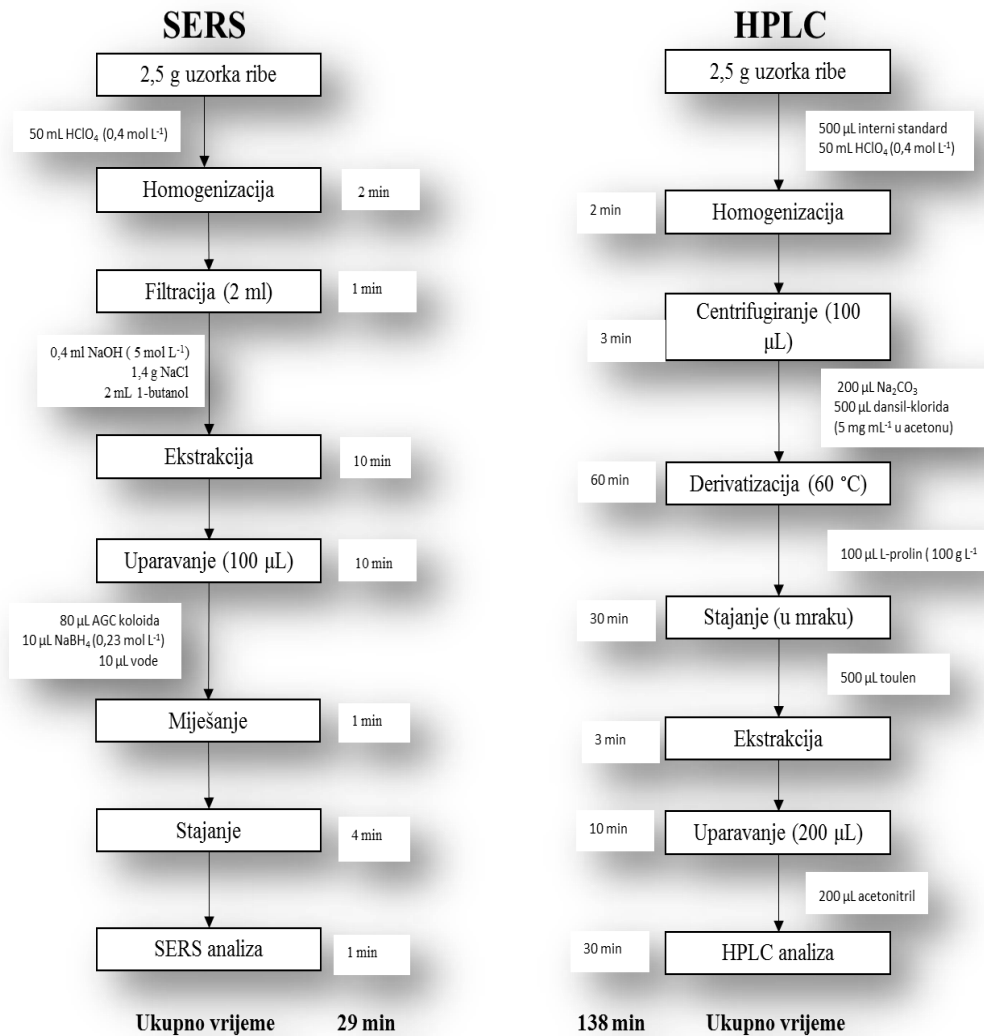 SERS
2,5 g uzorka ribe
50 mL HClO₄ (0,4 mol L⁻¹)
Homogenizacija
2 min
Filtracija (2 ml)
1 min
0,4 ml NaOH ( 5 mol L⁻¹)
1,4 g NaCl
2 mL 1-butanol
Ekstrakcija
10 min
Uparavanje (100 µL)
10 min
80 µL AGC koloida
10 µL NaBH₄ (0,23 mol L⁻¹)
10 µL vode
Miješanje
1 min
Stajanje
4 min
SERS analiza
1 min
Ukupno vrijeme 29 min
HPLC
2,5 g uzorka ribe
500 µL interni standard
50 mL HClO₄ (0,4 mol L⁻¹)
2 min
Homogenizacija
3 min
Centrifugiranje (100
µL)
200 µL Na₂CO₃
500 µL dansil-klorida
(5 mg mL⁻¹ u acetonu)
60 min
Derivatizacija (60 °C)
100 µL L-prolin ( 100 g L⁻¹
30 min
Stajanje (u mraku)
500 µL toulen
3 min
Ekstrakcija
10 min
Uparavanje (200 µL)
200 µL acetonitril
30 min
HPLC analiza
138 min Ukupno vrijeme